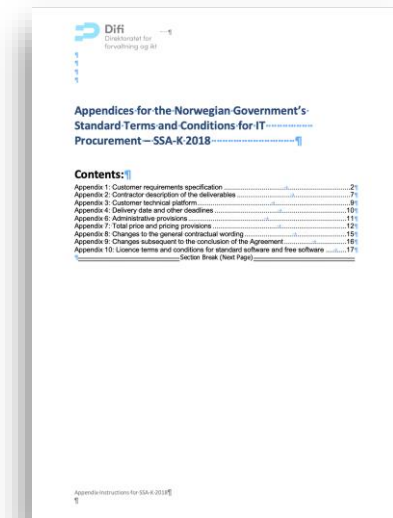 Difi
Direktoratet for
forvaltning og ikt
Appendices for the Norwegian Government's
Standard Terms and Conditions for IT
Procurement – SSA-K 2018
Contents:¶
Appendix 1: Customer requirements specification 2
Appendix 2: Contractor description of the deliverables 7
Appendix 3: Customer technical platform 9
Appendix 4: Delivery date and other deadlines 10
Appendix 6: Administrative provisions 11
Appendix 7: Total price and pricing provisions 12
Appendix 8: Changes to the general contractual wording 15
Appendix 9: Changes subsequent to the conclusion of the Agreement 16
Appendix 10: Licence terms and conditions for standard software and free software 17
Section Break (Next Page)
Appendix Instructions for SSA-K-2018¶